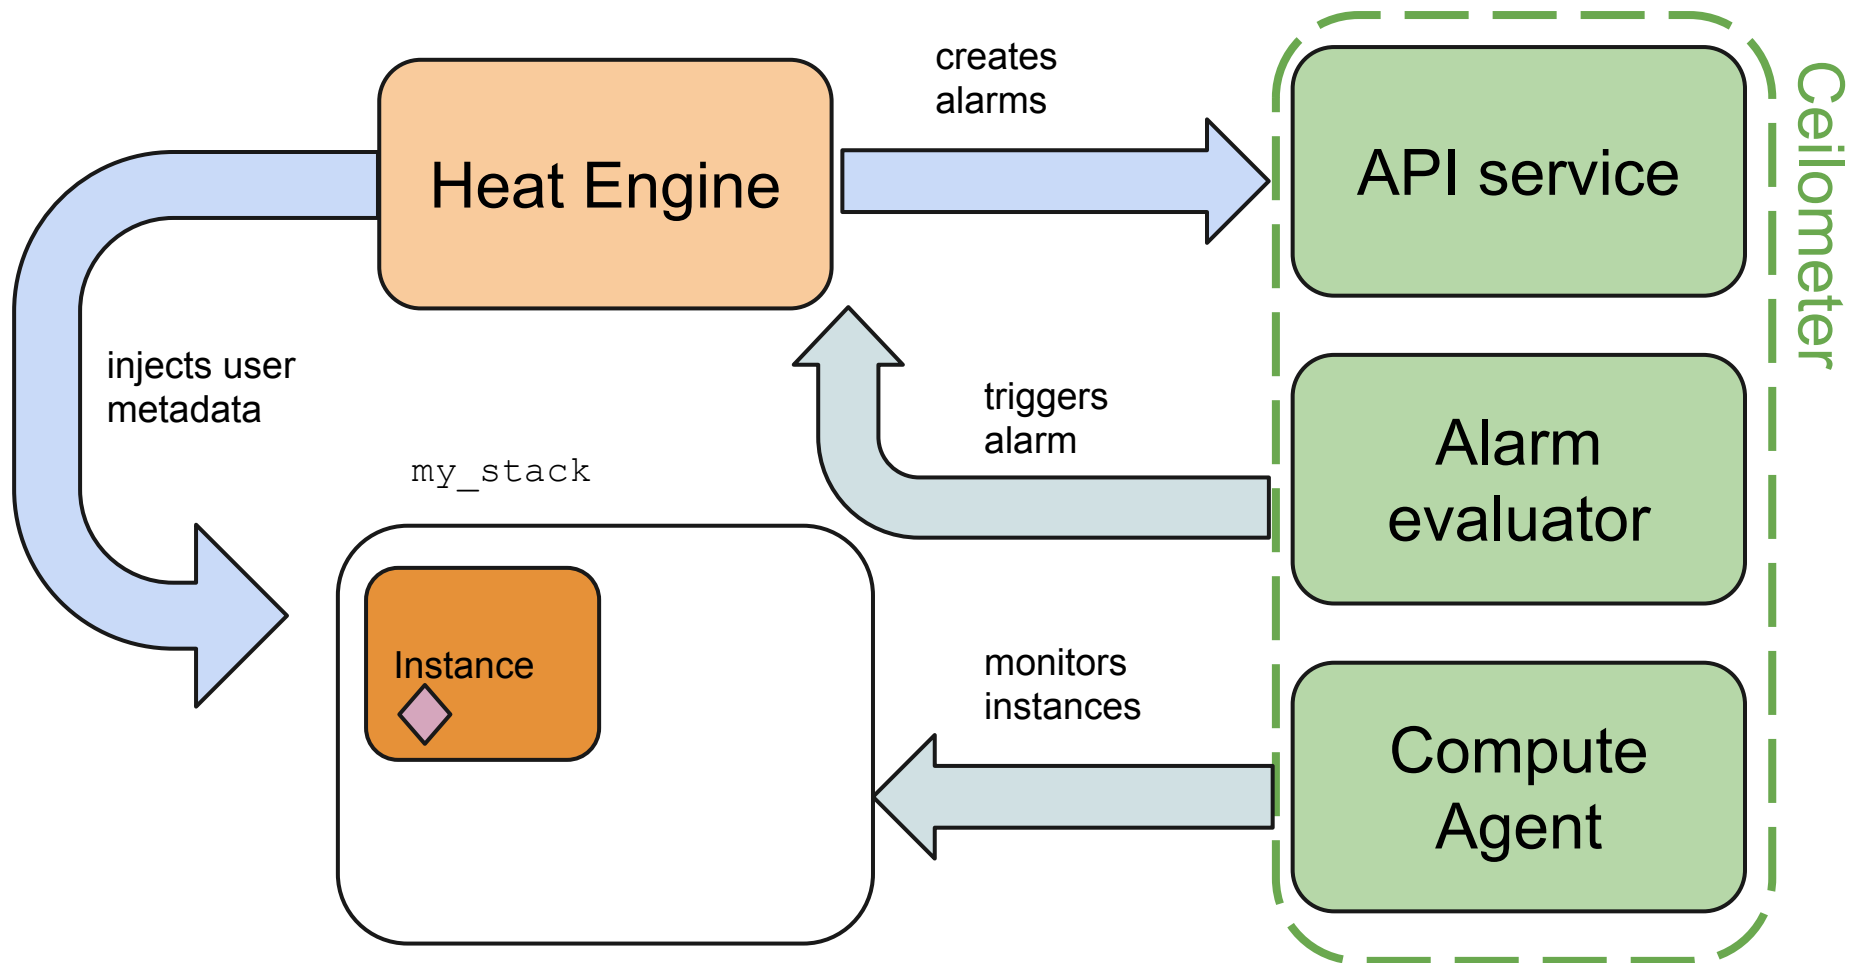 creates
alarms
Heat Engine
API service
Ceilometer
injects user
metadata
triggers
alarm
Alarm
evaluator
my_stack
Instance
monitors
instances
Compute
Agent